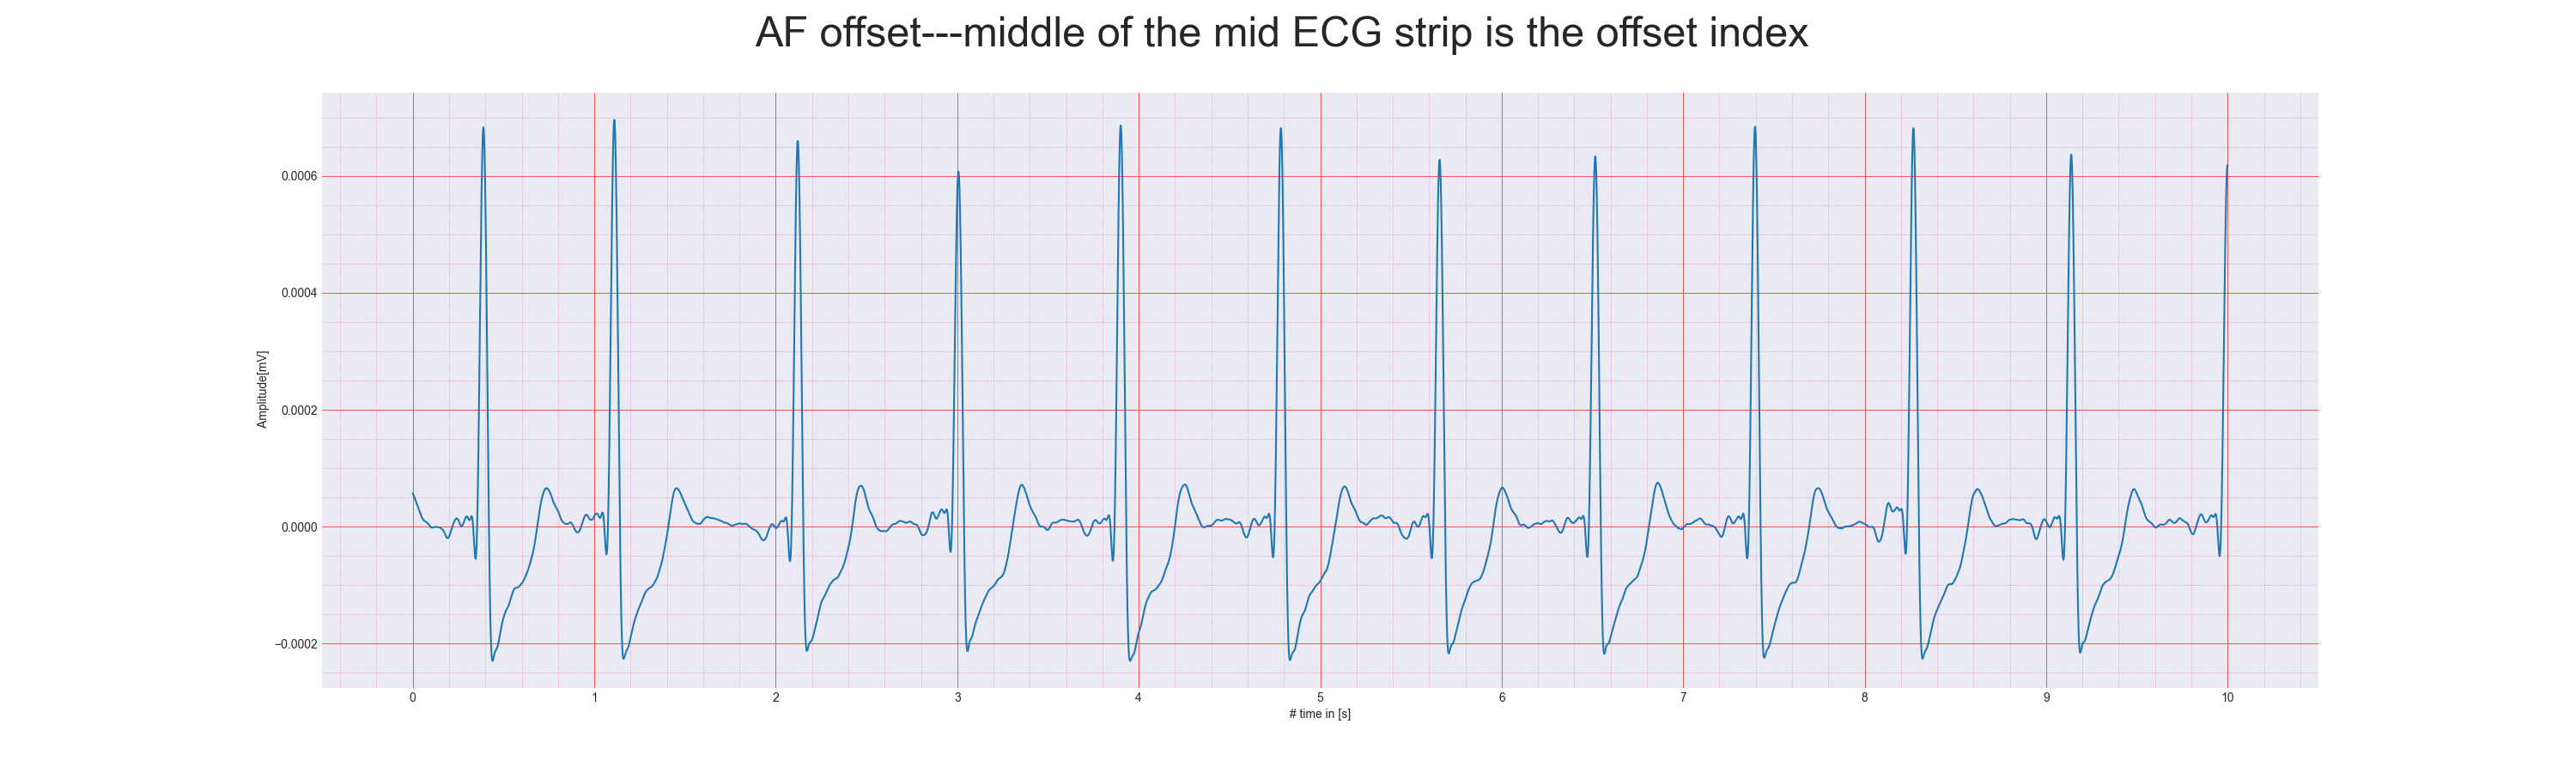 AF offset---middle of the mid ECG strip is the offset index
0.0006
0.0004
0.0002
0.0000
−0.0002
Amplitude[mV]
0 1 2 3 4 5 6 7 8 9 10
# time in [s]